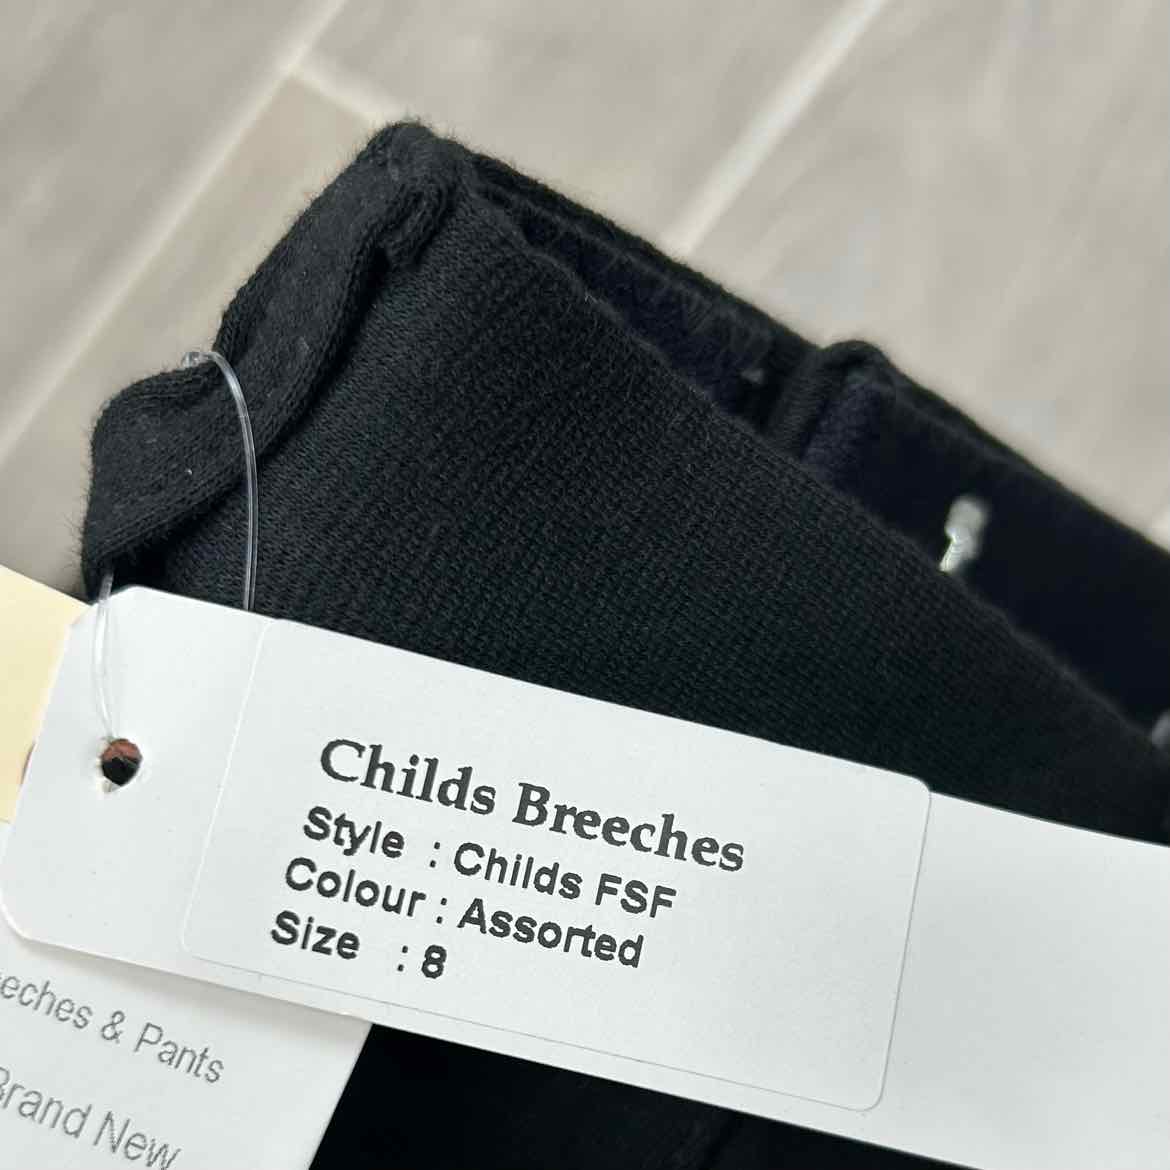 Childs Breeches
Style : Childs FSF
Colour : Assorted
Size : 8
eeches & Pants
Brand New